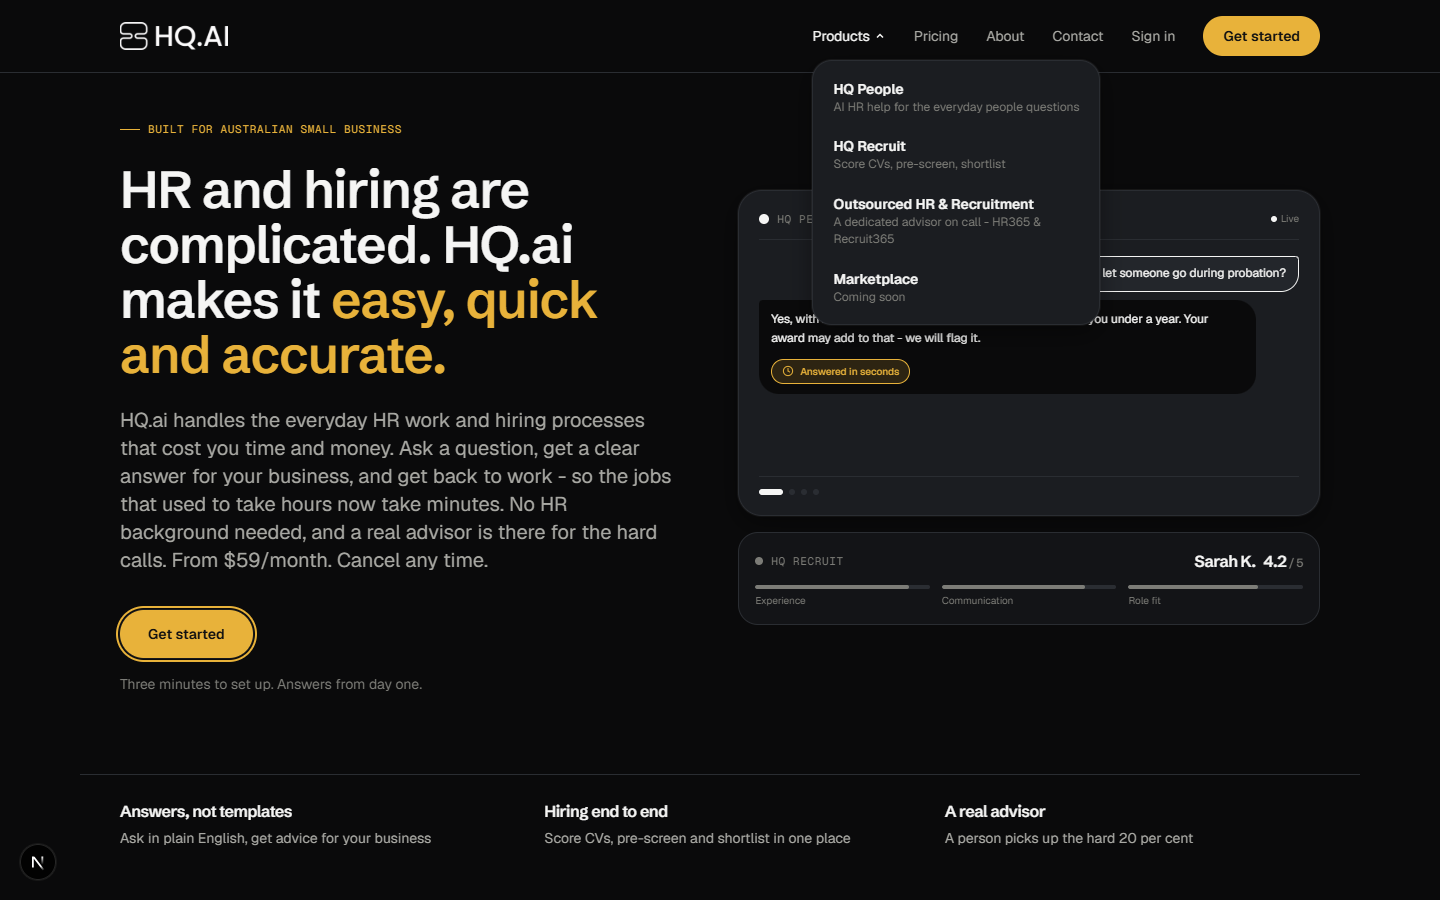 HQ.AI
Products
Pricing
About
Contact
Sign in
Get started
HQ People
AI HR help for the everyday people questions
HQ Recruit
Score CVs, pre-screen, shortlist
Outsourced HR & Recruitment
A dedicated advisor on call - HR365 &
Recruit365
Marketplace
Coming soon
BUILT FOR AUSTRALIAN SMALL BUSINESS
HR and hiring are
complicated. HQ.ai
makes it easy, quick
and accurate.
HQ.ai handles the everyday HR work and hiring processes
that cost you time and money. Ask a question, get a clear
answer for your business, and get back to work - so the jobs
that used to take hours now take minutes. No HR
background needed, and a real advisor is there for the hard
calls. From $59/month. Cancel any time.
Get started
Three minutes to set up. Answers from day one.
HQ PE
Live
let someone go during probation?
Yes, with you under a year. Your
award may add to that - we will flag it.
Answered in seconds
HQ RECRUIT
Sarah K. 4.2 / 5
Experience
Communication
Role fit
Answers, not templates
Ask in plain English, get advice for your business
Hiring end to end
Score CVs, pre-screen and shortlist in one place
A real advisor
A person picks up the hard 20 per cent
N